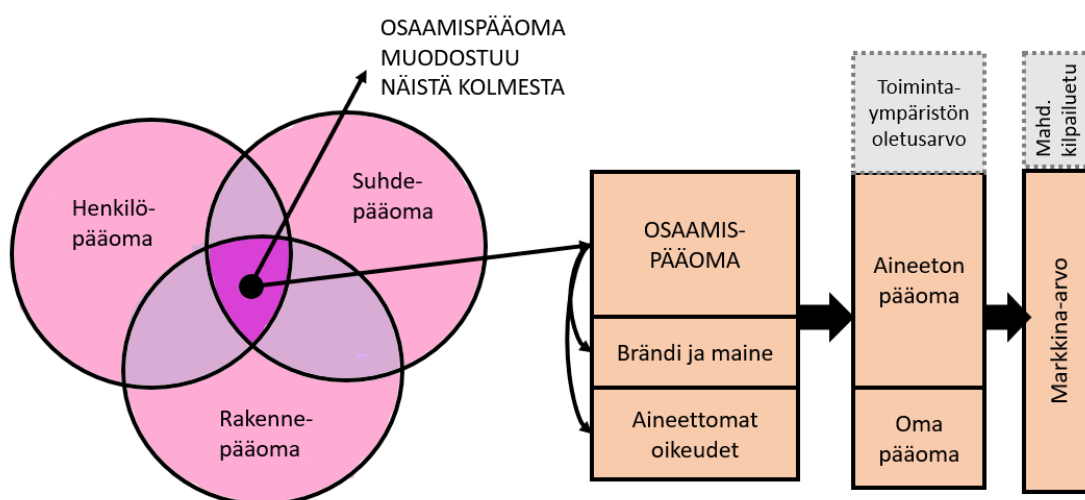 OSAAMISPÄÄOMA
MUODOSTUU
NÄISTÄ KOLMESTA
Henkilö-
pääoma
Suhde-
pääoma
Rakenne-
pääoma
OSAAMIS-
PÄÄOMA
Brändi ja maine
Aineettomat
oikeudet
Toiminta-
ympäristön
oletusarvo
Aineeton
pääoma
Oma
pääoma
Mahd.
kilpailuetu
Markkina-arvo